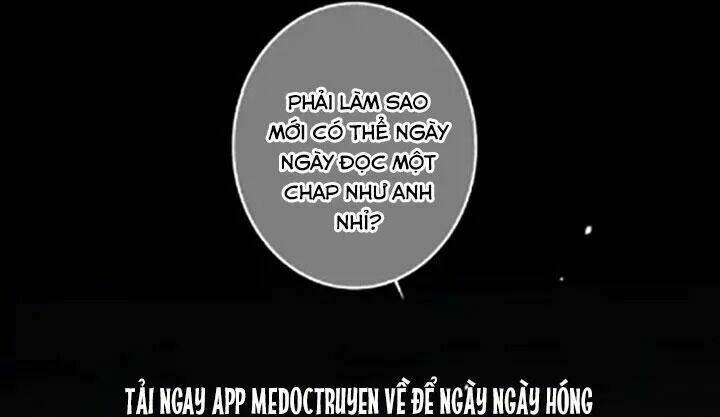 PHẢI LÀM SAO
MỚI CÓ THỂ NGÀY
NGÀY ĐỌC MỘT
CHAP NHƯ ANH
NHỈ?
TẢI NGAY APP MEDOCTRUYEN VỀ ĐỂ NGÀY NGÀY HÓNG